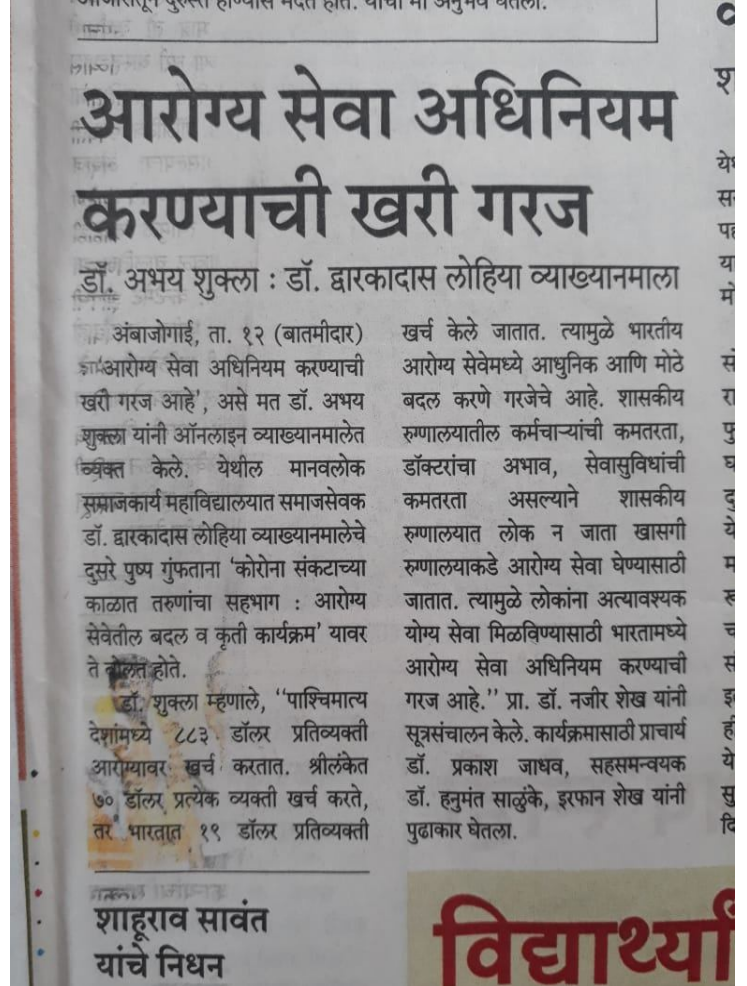 आजारातून दुरुस्त होण्यास मदत होते. याचा मी अनुभव घेतला.
आरोग्य सेवा अधिनियम
करण्याची खरी गरज
डॉ. अभय शुक्ला : डॉ. द्वारकादास लोहिया व्याख्यानमाला
अंबाजोगाई, ता. १२ (बातमीदार)
'आरोग्य सेवा अधिनियम करण्याची
खरी गरज आहे', असे मत डॉ. अभय
शुक्ला यांनी ऑनलाइन व्याख्यानमालेत
व्यक्त केले. येथील मानवलोक
समाजकार्य महाविद्यालयात समाजसेवक
डॉ. द्वारकादास लोहिया व्याख्यानमालेचे
दुसरे पुष्प गुंफताना 'कोरोना संकटाच्या
काळात तरुणांचा सहभाग : आरोग्य
सेवेतील बदल व कृती कार्यक्रम' यावर
ते बोलत होते.
डॉ. शुक्ला म्हणाले, "पाश्चिमात्य
देशांमध्ये ८८३ डॉलर प्रतिव्यक्ती
आरोग्यावर खर्च करतात. श्रीलंकेत
७० डॉलर प्रत्येक व्यक्ती खर्च करते,
तर भारतात १९ डॉलर प्रतिव्यक्ती
खर्च केले जातात. त्यामुळे भारतीय
आरोग्य सेवेमध्ये आधुनिक आणि मोठे
बदल करणे गरजेचे आहे. शासकीय
रुग्णालयातील कर्मचाऱ्यांची कमतरता,
डॉक्टरांचा अभाव, सेवासुविधांची
कमतरता असल्याने शासकीय
रुग्णालयात लोक न जाता खासगी
रुग्णालयाकडे आरोग्य सेवा घेण्यासाठी
जातात. त्यामुळे लोकांना अत्यावश्यक
योग्य सेवा मिळविण्यासाठी भारतामध्ये
आरोग्य सेवा अधिनियम करण्याची
गरज आहे." प्रा. डॉ. नजीर शेख यांनी
सूत्रसंचालन केले. कार्यक्रमासाठी प्राचार्य
डॉ. प्रकाश जाधव, सहसमन्वयक
डॉ. हनुमंत साळुंके, इरफान शेख यांनी
पुढाकार घेतला.
शाहूराव सावंत
यांचे निधन
विद्यार्थ्यां